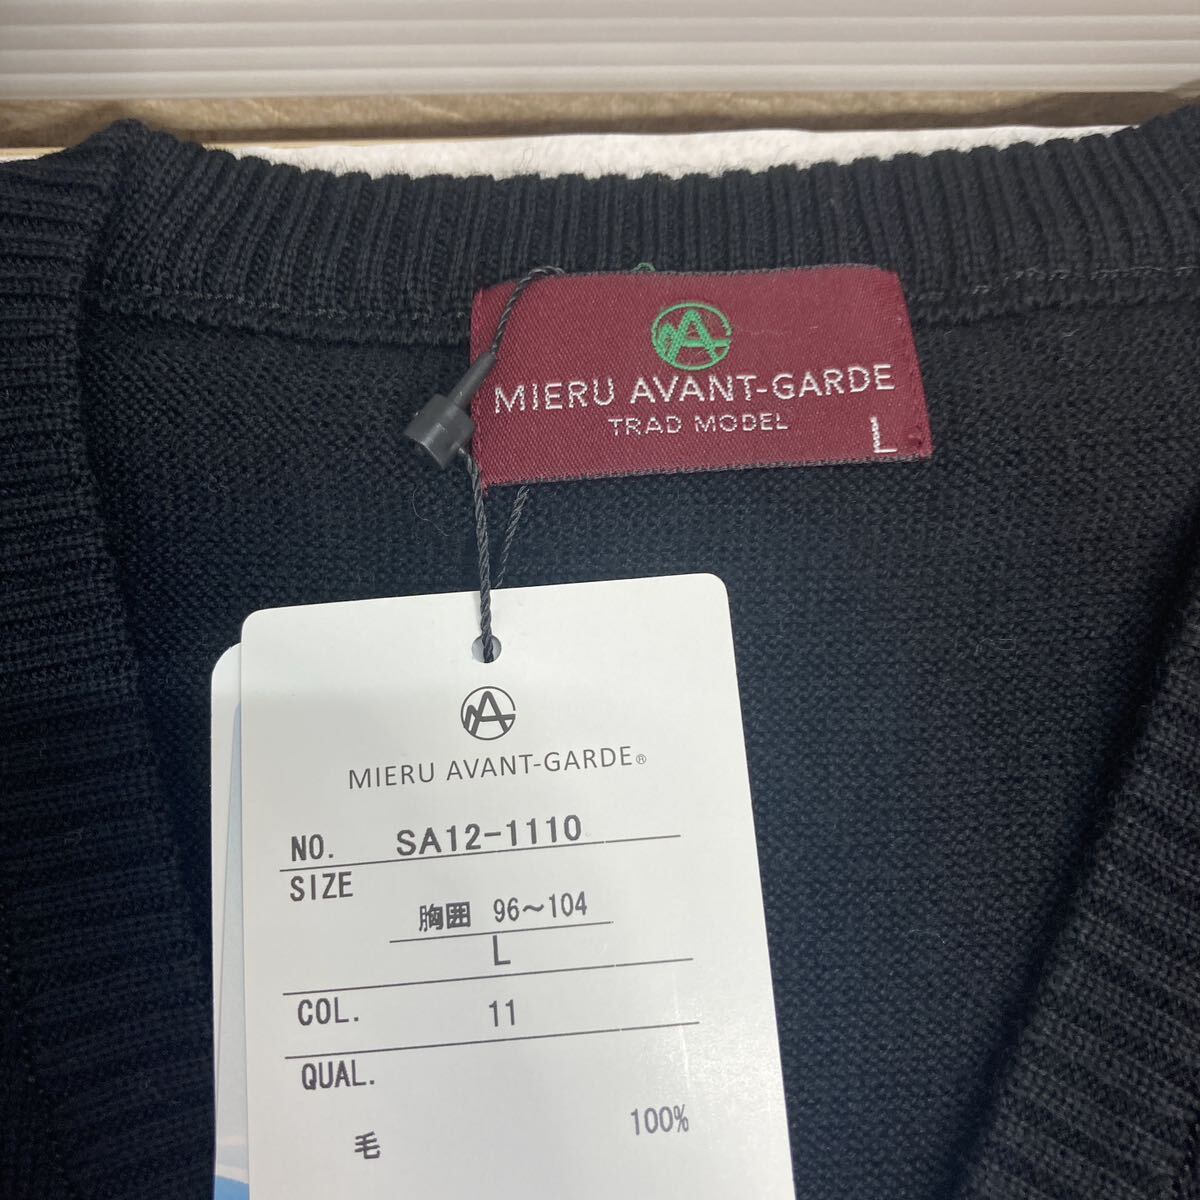 MIERU AVANT-GARDE
TRAD MODEL
L
MIERU AVANT-GARDE®
NO. SA12-1110
SIZE
胸囲 96～104
L
COL. 11
QUAL.
毛 100%